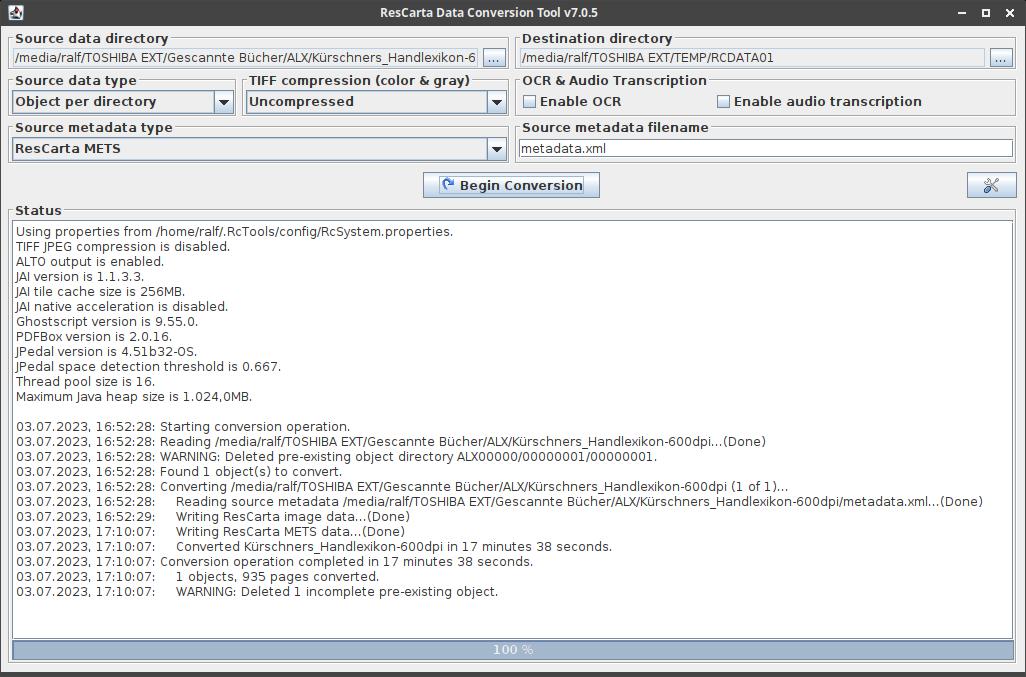 ResCarta Data Conversion Tool v7.0.5
Source data directory
/media/ralf/TOSHIBA EXT/Gescannte Bücher/ALX/Kürschners_Handlexikon-6
...
Destination directory
/media/ralf/TOSHIBA EXT/TEMP/RCDATA01
...
Source data type
Object per directory
TIFF compression (color & gray)
Uncompressed
OCR & Audio Transcription
Enable OCR
Enable audio transcription
Source metadata type
ResCarta METS
Source metadata filename
metadata.xml
Begin Conversion
Status
Using properties from /home/ralf/.RcTools/config/RcSystem.properties.
TIFF JPEG compression is disabled.
ALTO output is enabled.
JAI version is 1.1.3.3.
JAI tile cache size is 256MB.
JAI native acceleration is disabled.
Ghostscript version is 9.55.0.
PDFBox version is 2.0.16.
JPedal version is 4.51b32-OS.
JPedal space detection threshold is 0.667.
Thread pool size is 16.
Maximum Java heap size is 1.024,0MB.
03.07.2023, 16:52:28: Starting conversion operation.
03.07.2023, 16:52:28: Reading /media/ralf/TOSHIBA EXT/Gescannte Bücher/ALX/Kürschners_Handlexikon-600dpi...(Done)
03.07.2023, 16:52:28: WARNING: Deleted pre-existing object directory ALX00000/00000001/00000001.
03.07.2023, 16:52:28: Found 1 object(s) to convert.
03.07.2023, 16:52:28: Converting /media/ralf/TOSHIBA EXT/Gescannte Bücher/ALX/Kürschners_Handlexikon-600dpi (1 of 1)...
03.07.2023, 16:52:28: Reading source metadata /media/ralf/TOSHIBA EXT/Gescannte Bücher/ALX/Kürschners_Handlexikon-600dpi/metadata.xml...(Done)
03.07.2023, 16:52:29: Writing ResCarta image data...(Done)
03.07.2023, 17:10:07: Writing ResCarta METS data...(Done)
03.07.2023, 17:10:07: Converted Kürschners_Handlexikon-600dpi in 17 minutes 38 seconds.
03.07.2023, 17:10:07: Conversion operation completed in 17 minutes 38 seconds.
03.07.2023, 17:10:07: 1 objects, 935 pages converted.
03.07.2023, 17:10:07: WARNING: Deleted 1 incomplete pre-existing object.
100 %